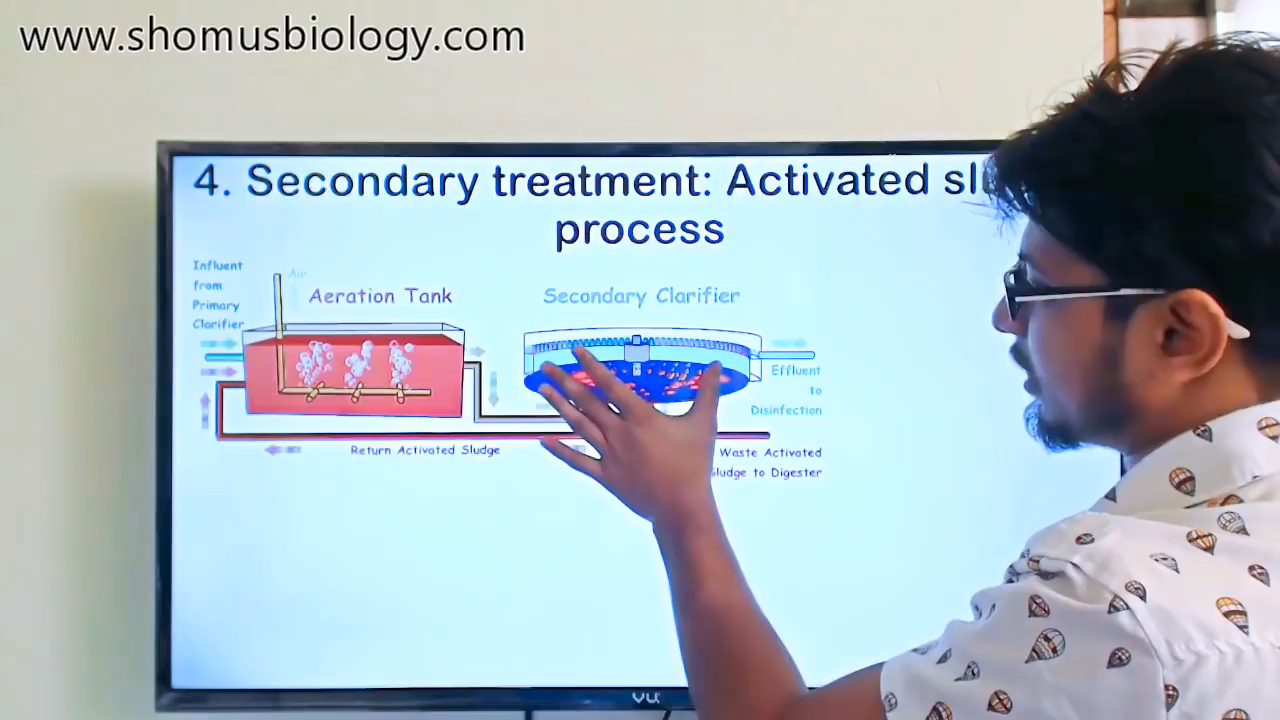 www.shomusbiology.com
4. Secondary treatment: Activated
process
Influent
from
Primary
Clarifier
Air
Aeration Tank
Secondary Clarifier
Effluent
to
Disinfection
Return Activated Sludge
Waste Activated
Sludge to Digester
VU